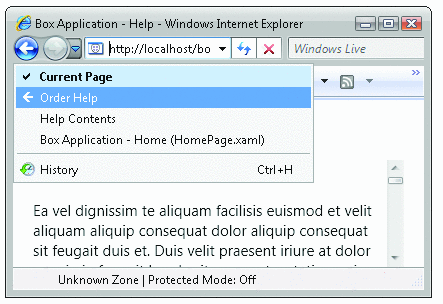 Box Application - Help - Windows Internet Explorer
http://localhost/bo
Windows Live
Current Page
Order Help
Help Contents
Box Application - Home (HomePage.xaml)
History Ctrl+H
Ea vel dignissim te aliquam facilisis euismod et velit
aliquam aliquip consequat dolor aliquip consequat
sit feugait duis et. Duis velit praesent iriure at dolor
Unknown Zone | Protected Mode: Off